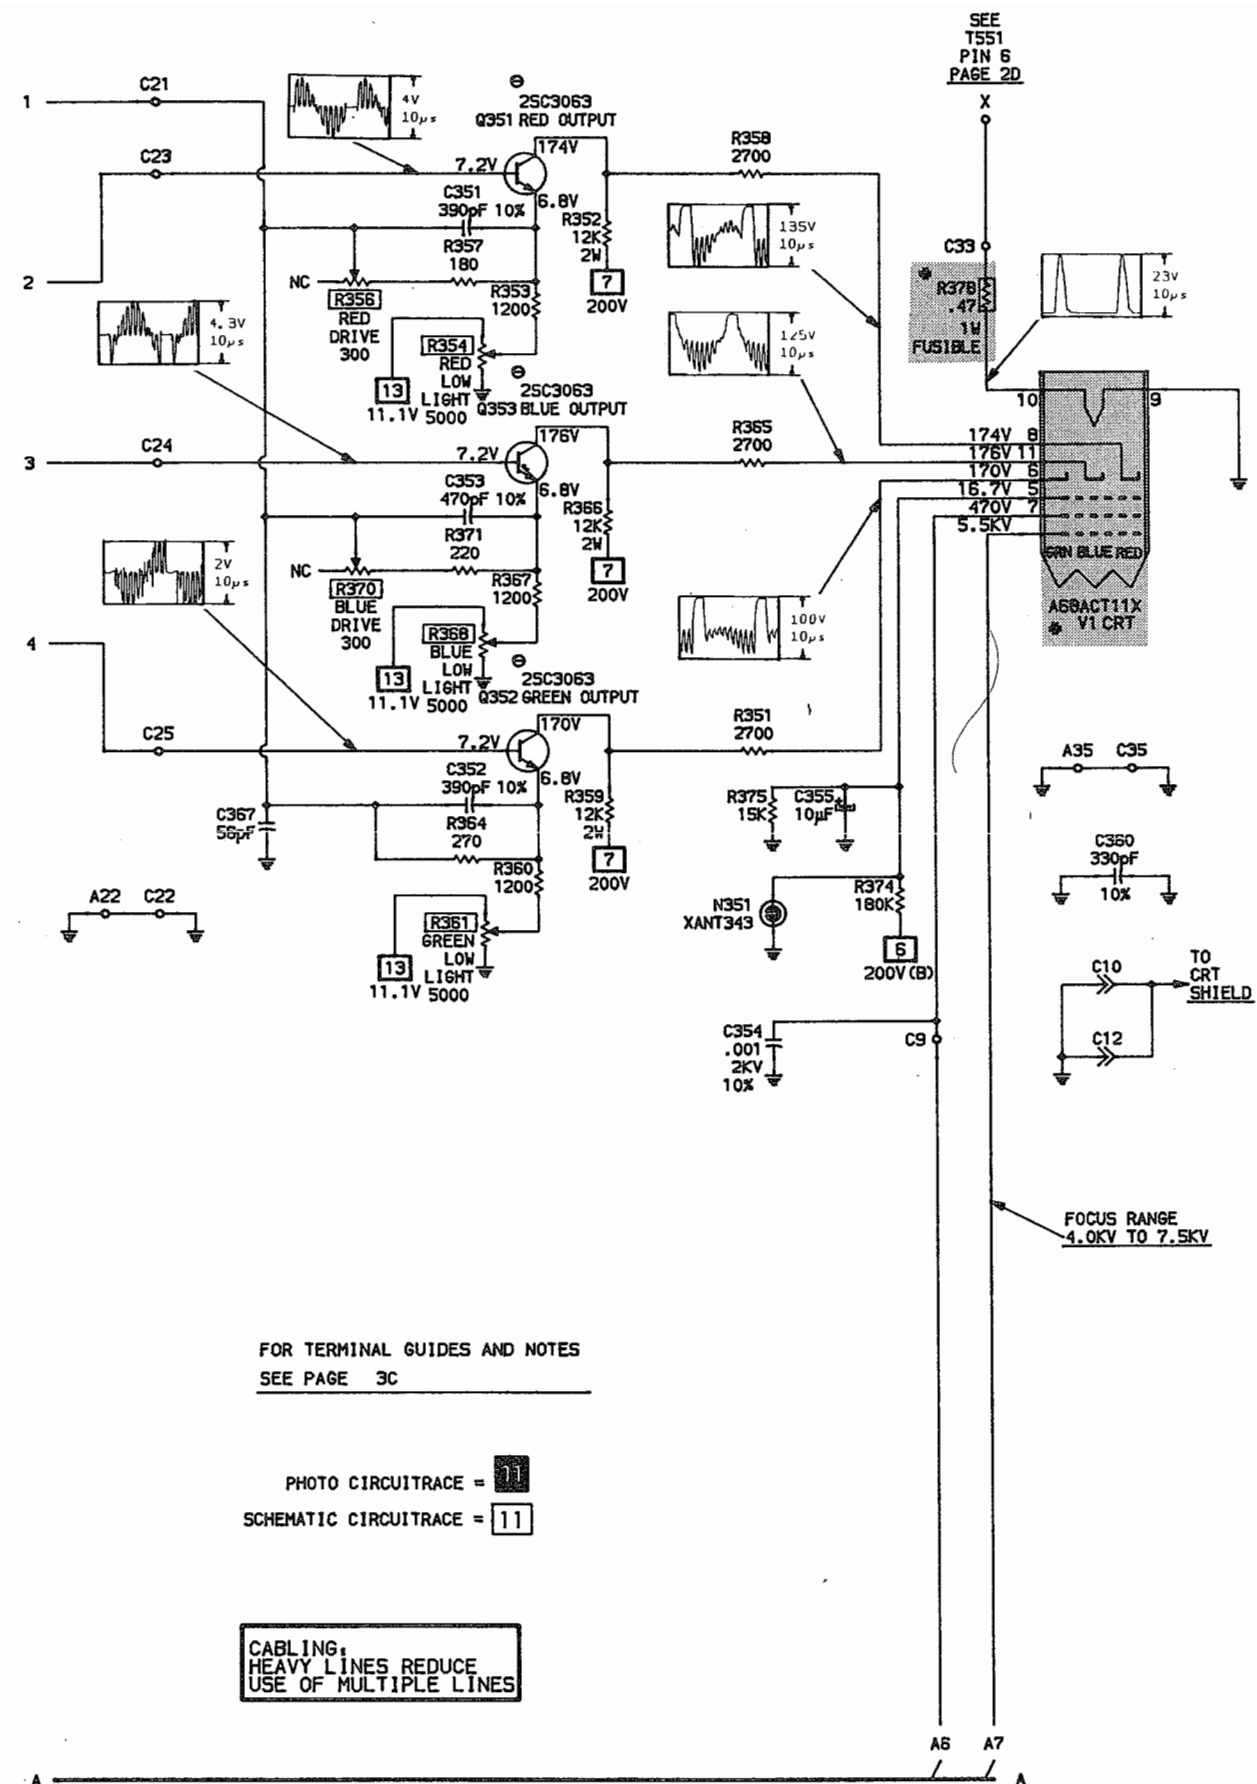 SEE
T551
PIN 6
PAGE 2D
X
1
C21
4V
10µs
2SC3063
Q351 RED OUTPUT
174V
C23
7.2V
6.8V
R358
2700
C351
390pF 10%
R352
12K
2W
7
200V
135V
10µs
C33
R378
.47
1W
FUSIBLE
23V
10µs
2
NC
R357
180
R356
RED
DRIVE
300
R353
1200
4.3V
10µs
R354
RED
LOW
LIGHT
5000
13
11.1V
125V
10µs
2SC3063
Q353 BLUE OUTPUT
10
9
176V
3
C24
7.2V
6.8V
R365
2700
174V 8
176V 11
170V 6
16.7V 5
470V 7
5.5KV
GRN BLUE RED
A68ACT11X
V1 CRT
C353
470pF 10%
R366
12K
2W
7
200V
R371
220
2V
10µs
NC
R370
BLUE
DRIVE
300
R367
1200
R368
BLUE
LOW
LIGHT
5000
13
11.1V
100V
10µs
4
2SC3063
Q352 GREEN OUTPUT
170V
C25
7.2V
6.8V
R351
2700
A35 C35
C352
390pF 10%
R359
12K
2W
7
200V
C367
56pF
R364
270
R360
1200
R375
15K
C355
10µF
C360
330pF
10%
A22 C22
R361
GREEN
LOW
LIGHT
5000
13
11.1V
N351
XANT343
R374
180K
6
200V(B)
C10
C12
TO
CRT
SHIELD
C354
.001
2KV
10%
C9
FOCUS RANGE
4.0KV TO 7.5KV
FOR TERMINAL GUIDES AND NOTES
SEE PAGE 3C
PHOTO CIRCUITRACE = 11
SCHEMATIC CIRCUITRACE = 11
CABLING:
HEAVY LINES REDUCE
USE OF MULTIPLE LINES
A6 A7
A A